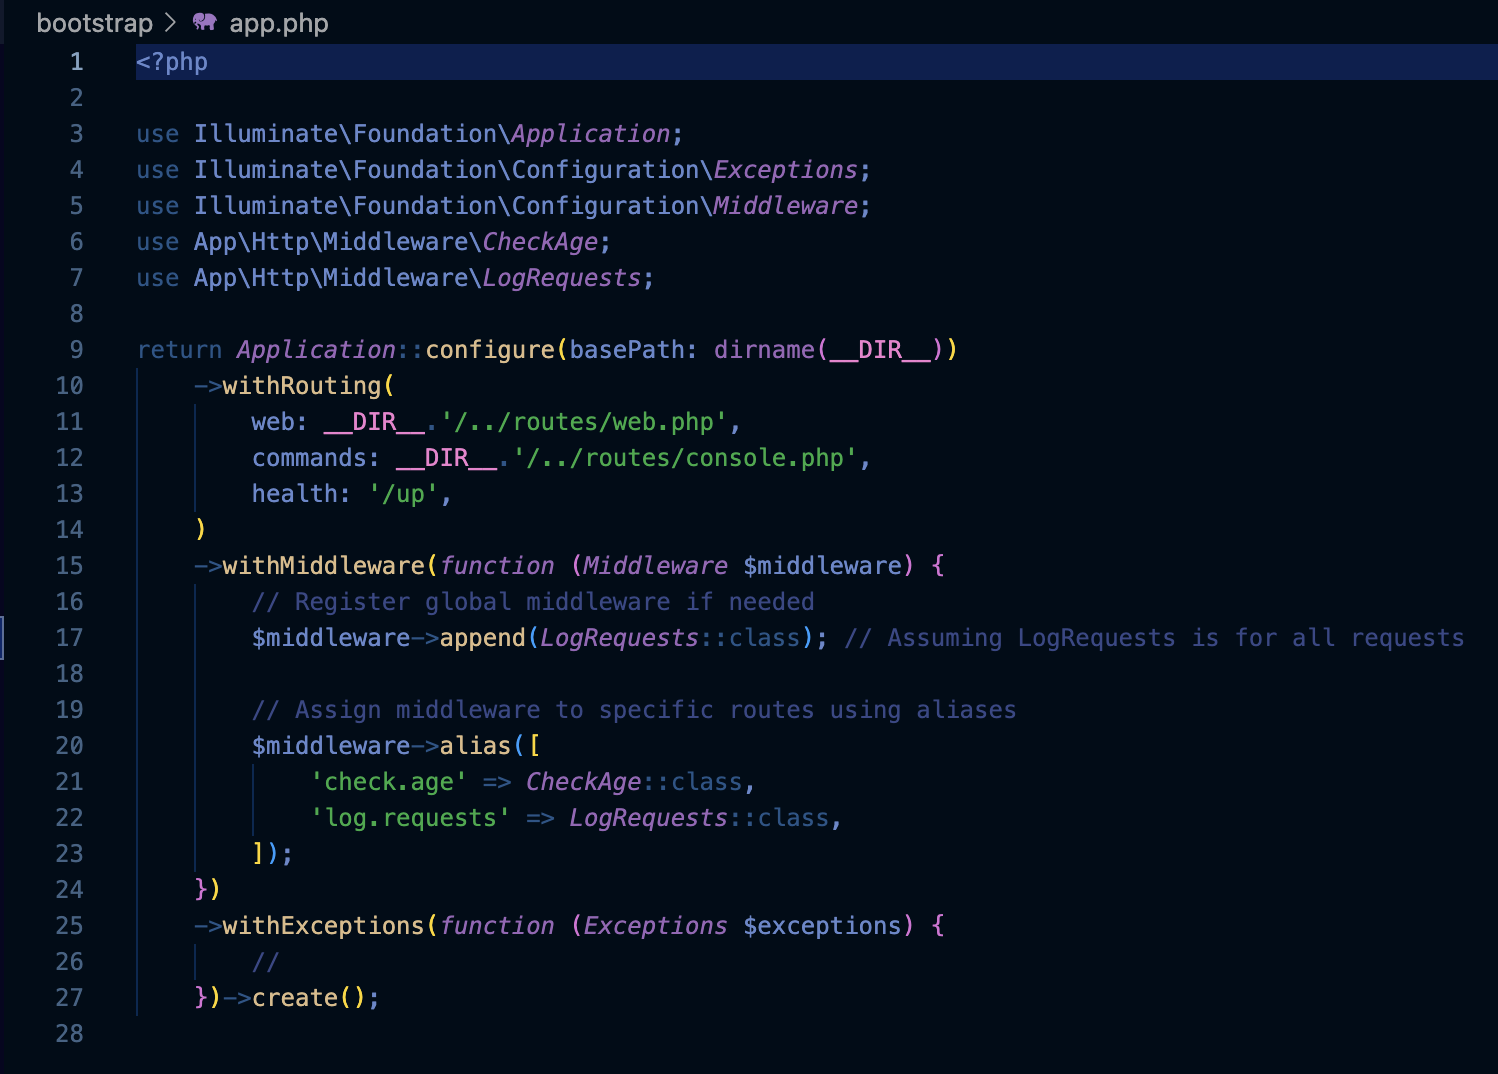 bootstrap > app.php
1 <?php
2
3 use Illuminate\Foundation\Application;
4 use Illuminate\Foundation\Configuration\Exceptions;
5 use Illuminate\Foundation\Configuration\Middleware;
6 use App\Http\Middleware\CheckAge;
7 use App\Http\Middleware\LogRequests;
8
9 return Application::configure(basePath: dirname(__DIR__))
10     ->withRouting(
11         web: __DIR__.'/../routes/web.php',
12         commands: __DIR__.'/../routes/console.php',
13         health: '/up',
14     )
15     ->withMiddleware(function (Middleware $middleware) {
16         // Register global middleware if needed
17         $middleware->append(LogRequests::class); // Assuming LogRequests is for all requests
18
19         // Assign middleware to specific routes using aliases
20         $middleware->alias([
21             'check.age' => CheckAge::class,
22             'log.requests' => LogRequests::class,
23         ]);
24     })
25     ->withExceptions(function (Exceptions $exceptions) {
26         //
27     })->create();
28